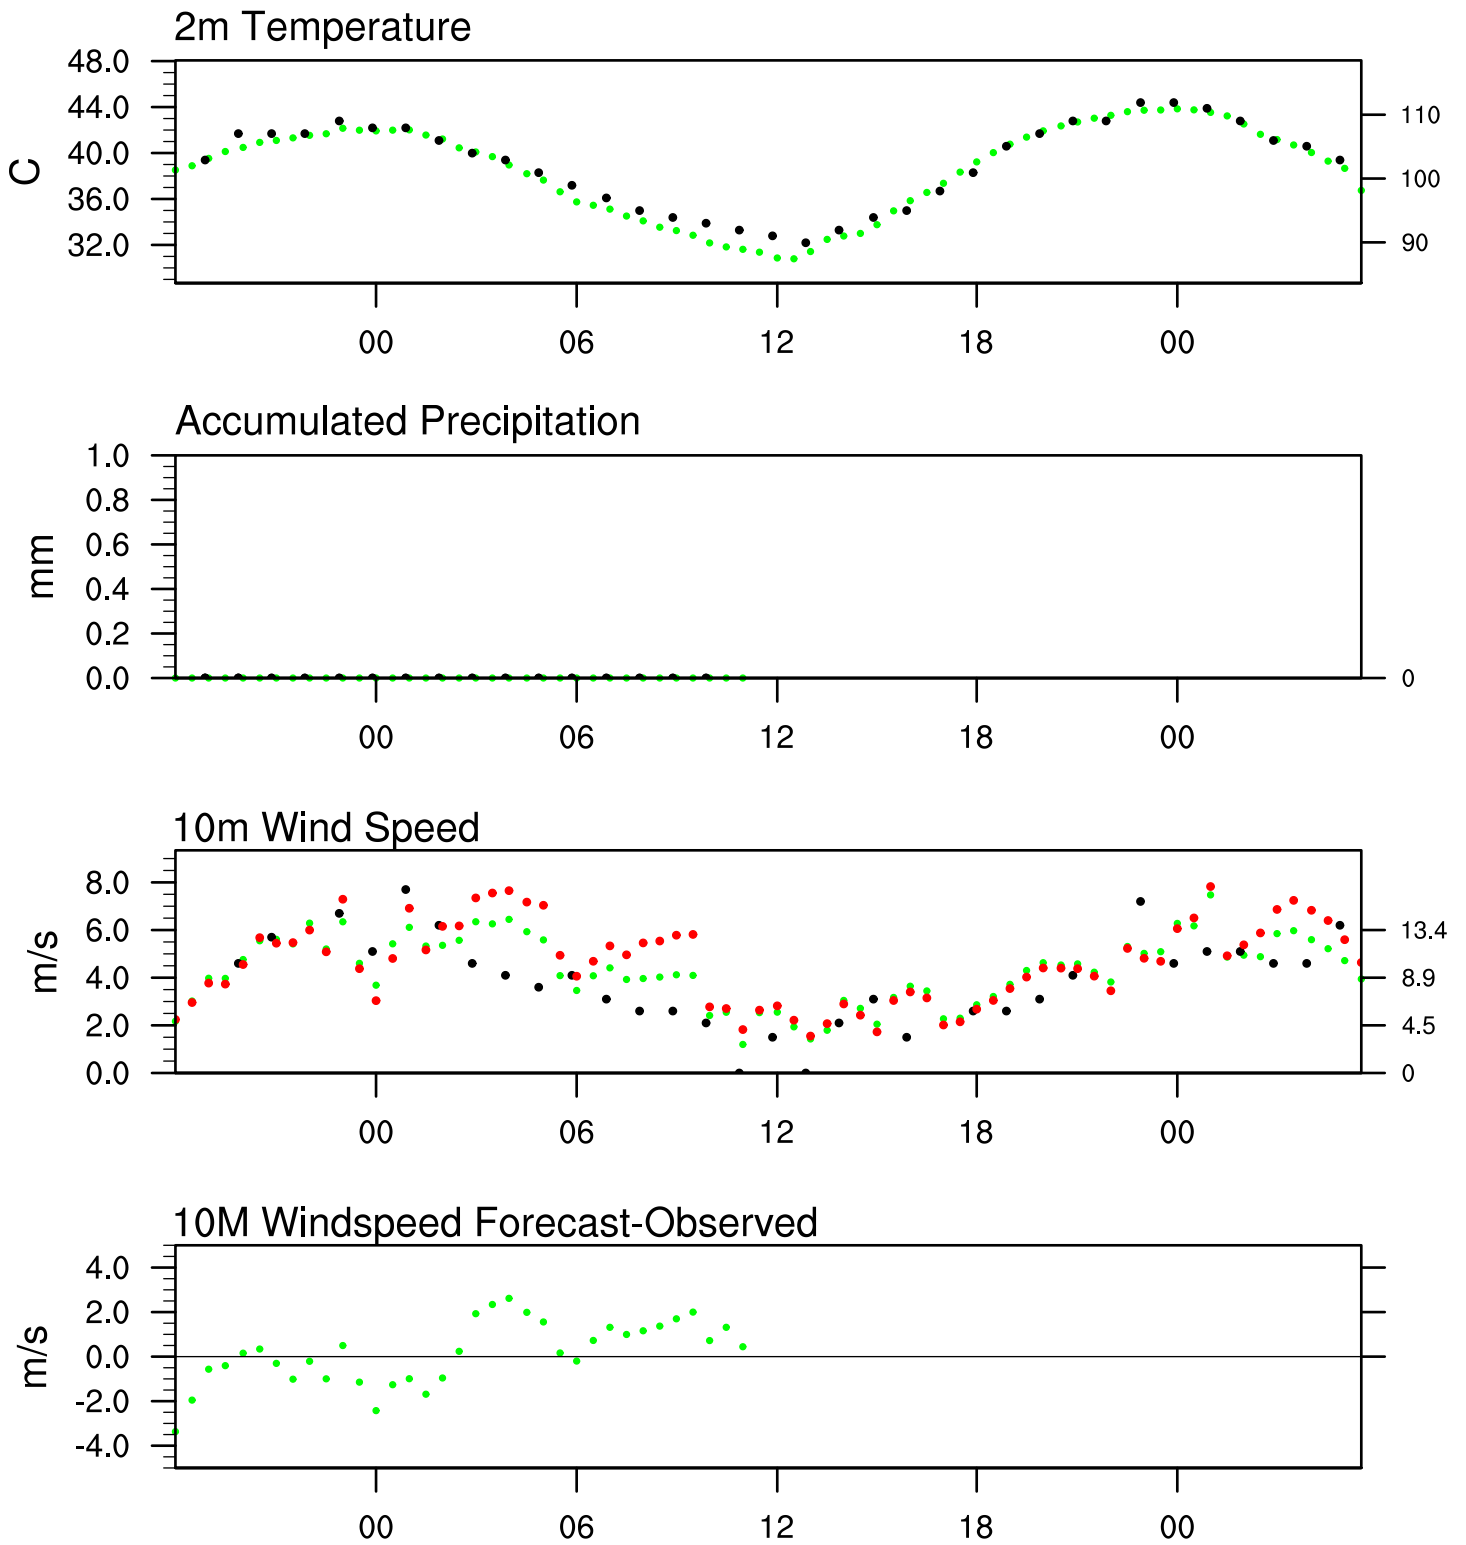 2m Temperature
48.0
44.0
40.0
36.0
32.0
C
110
100
90
00 06 12 18 00
Accumulated Precipitation
1.0
0.8
0.6
0.4
0.2
0.0
mm
0
00 06 12 18 00
10m Wind Speed
8.0
6.0
4.0
2.0
0.0
m/s
13.4
8.9
4.5
0
00 06 12 18 00
10M Windspeed Forecast-Observed
4.0
2.0
0.0
-2.0
-4.0
m/s
00 06 12 18 00